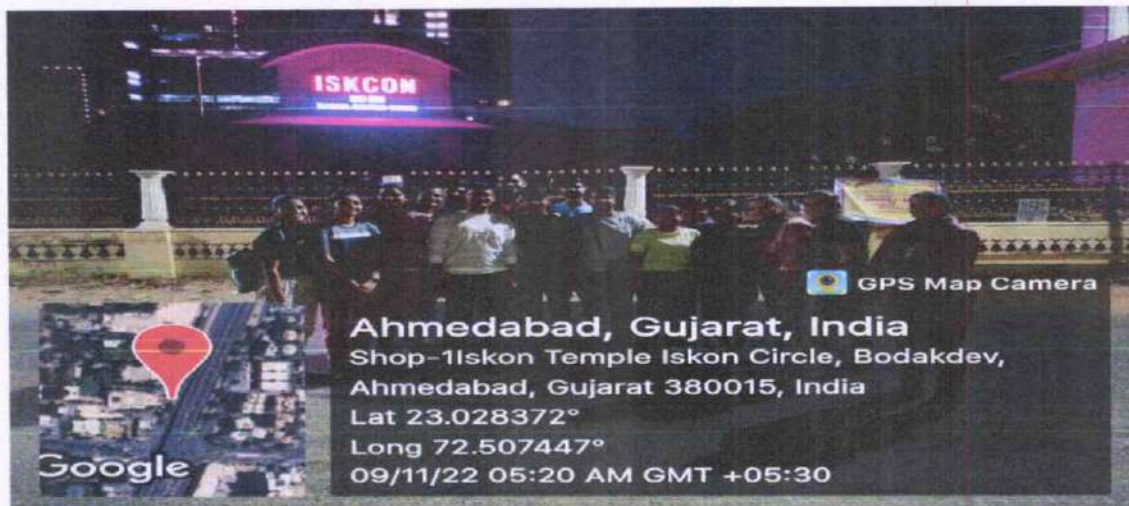 ISKCON
GPS Map Camera
Ahmedabad, Gujarat, India
Shop-1Iskon Temple Iskon Circle, Bodakdev,
Ahmedabad, Gujarat 380015, India
Lat 23.028372°
Long 72.507447°
09/11/22 05:20 AM GMT +05:30
Google